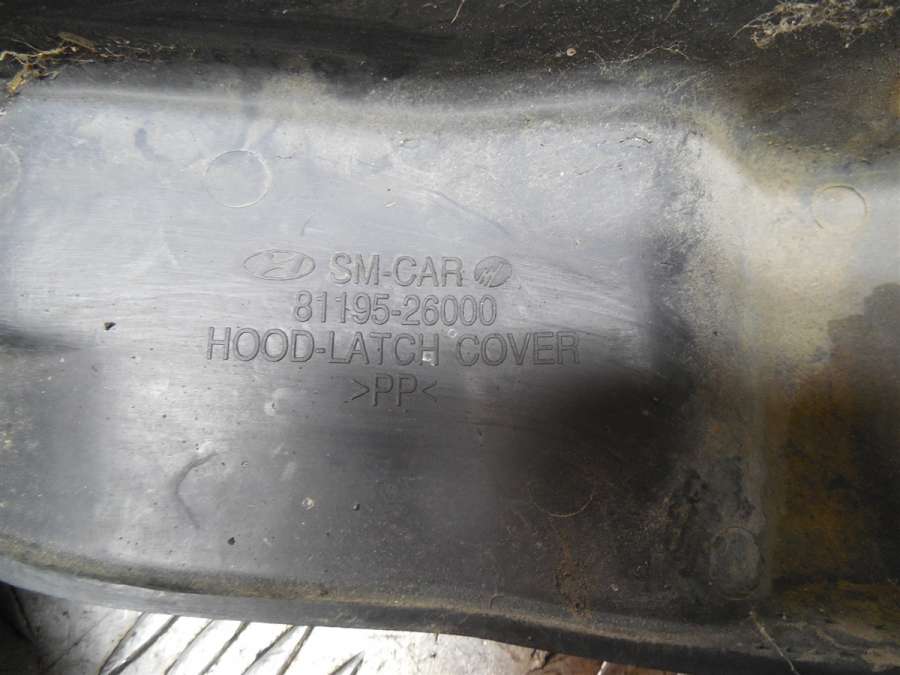 SM-CAR
81195-26000
HOOD-LATCH COVER
>PP<